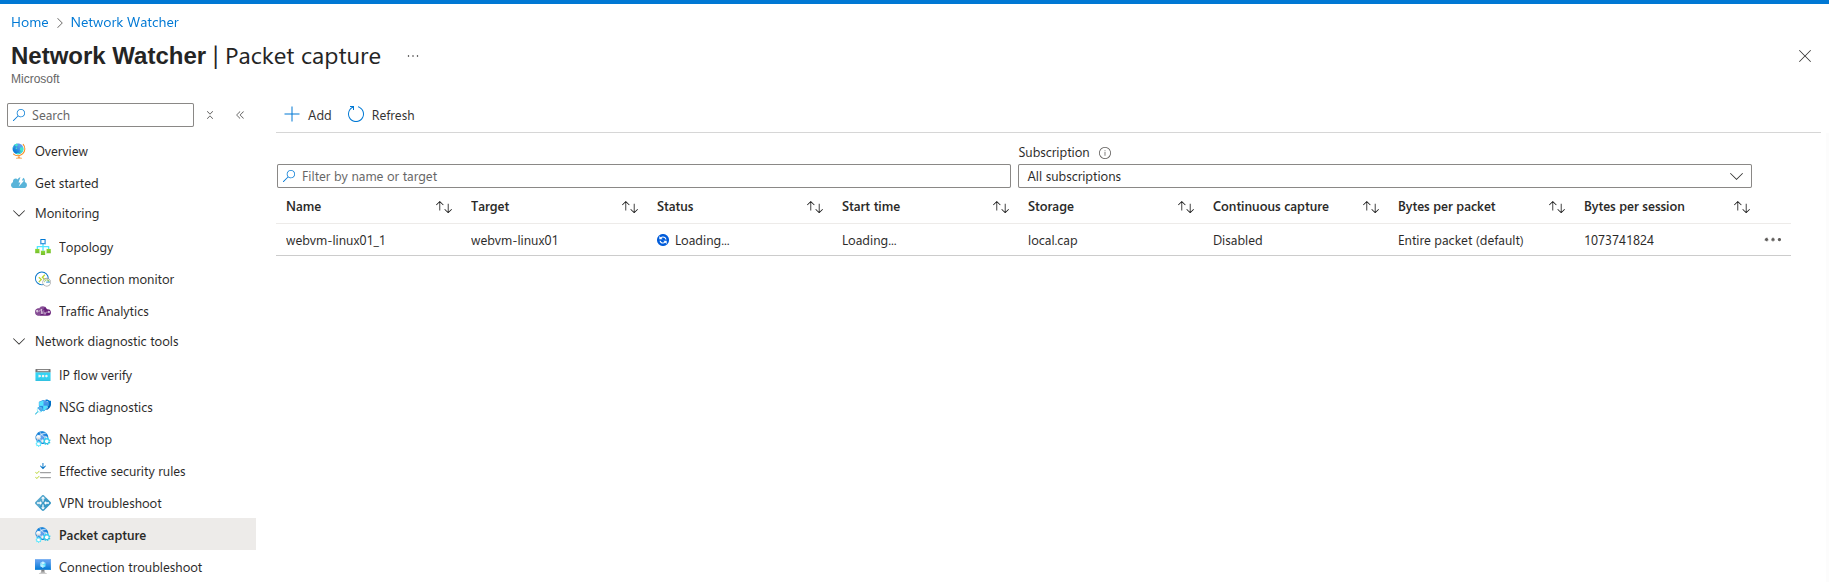 Home > Network Watcher
Network Watcher | Packet capture ...
Microsoft
Search
Overview
Get started
Monitoring
Topology
Connection monitor
Traffic Analytics
Network diagnostic tools
IP flow verify
NSG diagnostics
Next hop
Effective security rules
VPN troubleshoot
Packet capture
Connection troubleshoot
Add Refresh
Subscription
Filter by name or target All subscriptions
Name Target Status Start time Storage Continuous capture Bytes per packet Bytes per session
webvm-linux01_1 webvm-linux01 Loading... Loading... local.cap Disabled Entire packet (default) 1073741824 ...